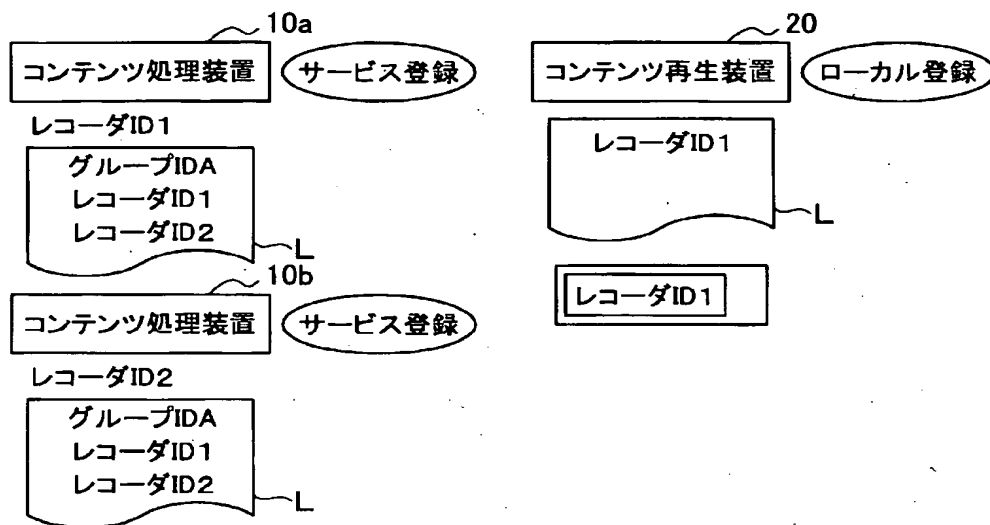 10a
コンテンツ処理装置
サービス登録
レコーダID1
グループIDA
レコーダID1
レコーダID2
L
10b
コンテンツ処理装置
サービス登録
レコーダID2
グループIDA
レコーダID1
レコーダID2
L
20
コンテンツ再生装置
ローカル登録
レコーダID1
L
レコーダID1